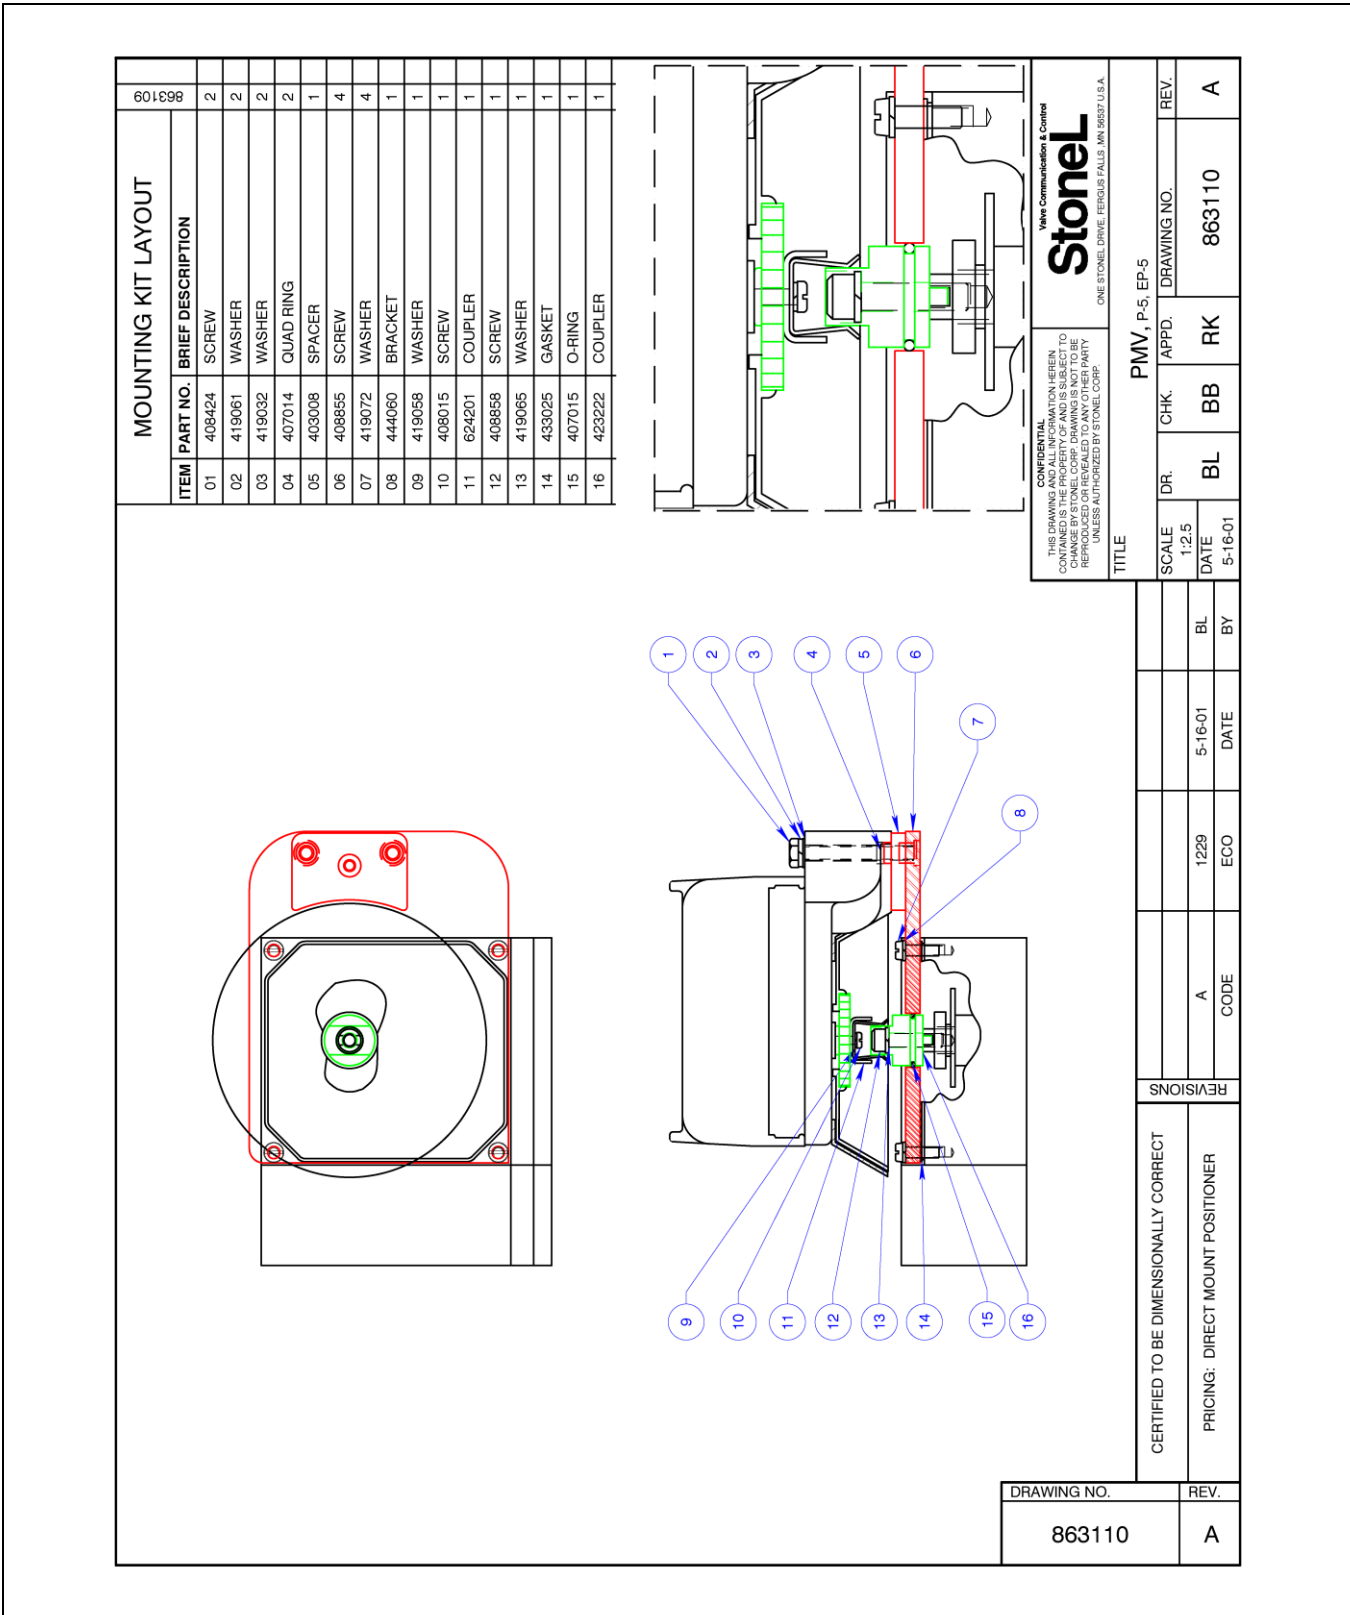 MOUNTING KIT LAYOUT
863109
ITEM PART NO. BRIEF DESCRIPTION
01 408424 SCREW 2
02 419061 WASHER 2
03 419032 WASHER 2
04 407014 QUAD RING 2
05 403008 SPACER 1
06 408855 SCREW 4
07 419072 WASHER 4
08 444060 BRACKET 1
09 419058 WASHER 1
10 408015 SCREW 1
11 624201 COUPLER 1
12 408858 SCREW 1
13 419065 WASHER 1
14 433025 GASKET 1
15 407015 O-RING 1
16 423222 COUPLER 1
1
2
3
4
5
6
7
8
9
10
11
12
13
14
15
16
CONFIDENTIAL
THIS DRAWING AND ALL INFORMATION HEREIN
CONTAINED IS THE PROPERTY OF AND IS SUBJECT TO
CHANGE BY STONEL CORP. DRAWING IS NOT TO BE
REPRODUCED OR REVEALED TO ANY OTHER PARTY
UNLESS AUTHORIZED BY STONEL CORP.
Valve Communication & Control
StoneL
ONE STONEL DRIVE, FERGUS FALLS ,MN 56537 U.S.A.
TITLE
PMV, P-5, EP-5
SCALE
1:2.5
DATE
5-16-01
DR.
BL
CHK.
BB
APPD.
RK
DRAWING NO.
863110
REV.
A
REVISIONS
A 1229 5-16-01 BL
CODE ECO DATE BY
CERTIFIED TO BE DIMENSIONALLY CORRECT
PRICING: DIRECT MOUNT POSITIONER
DRAWING NO. REV.
863110 A